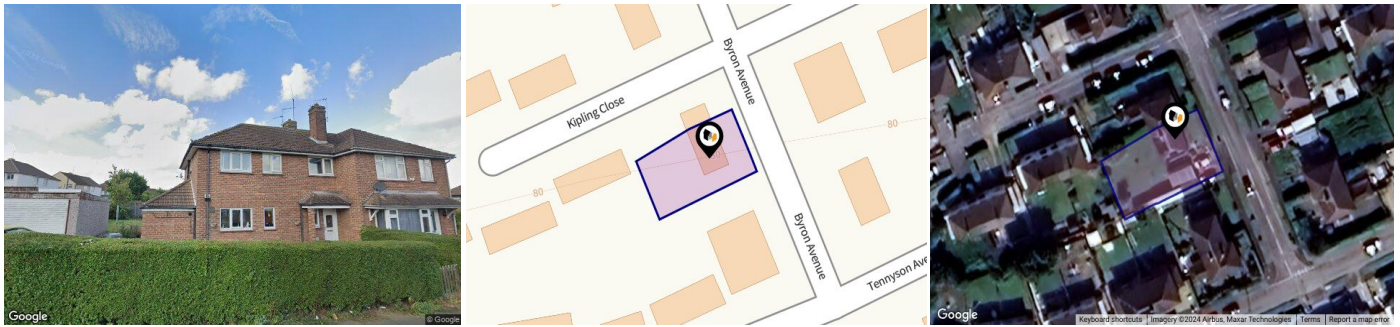 Google
© Google
Byron Avenue
Kipling Close
80
80
Byron Avenue
Tennyson Ave
Google
Keyboard shortcuts
Imagery ©2024 Airbus, Maxar Technologies
Terms
Report a map error